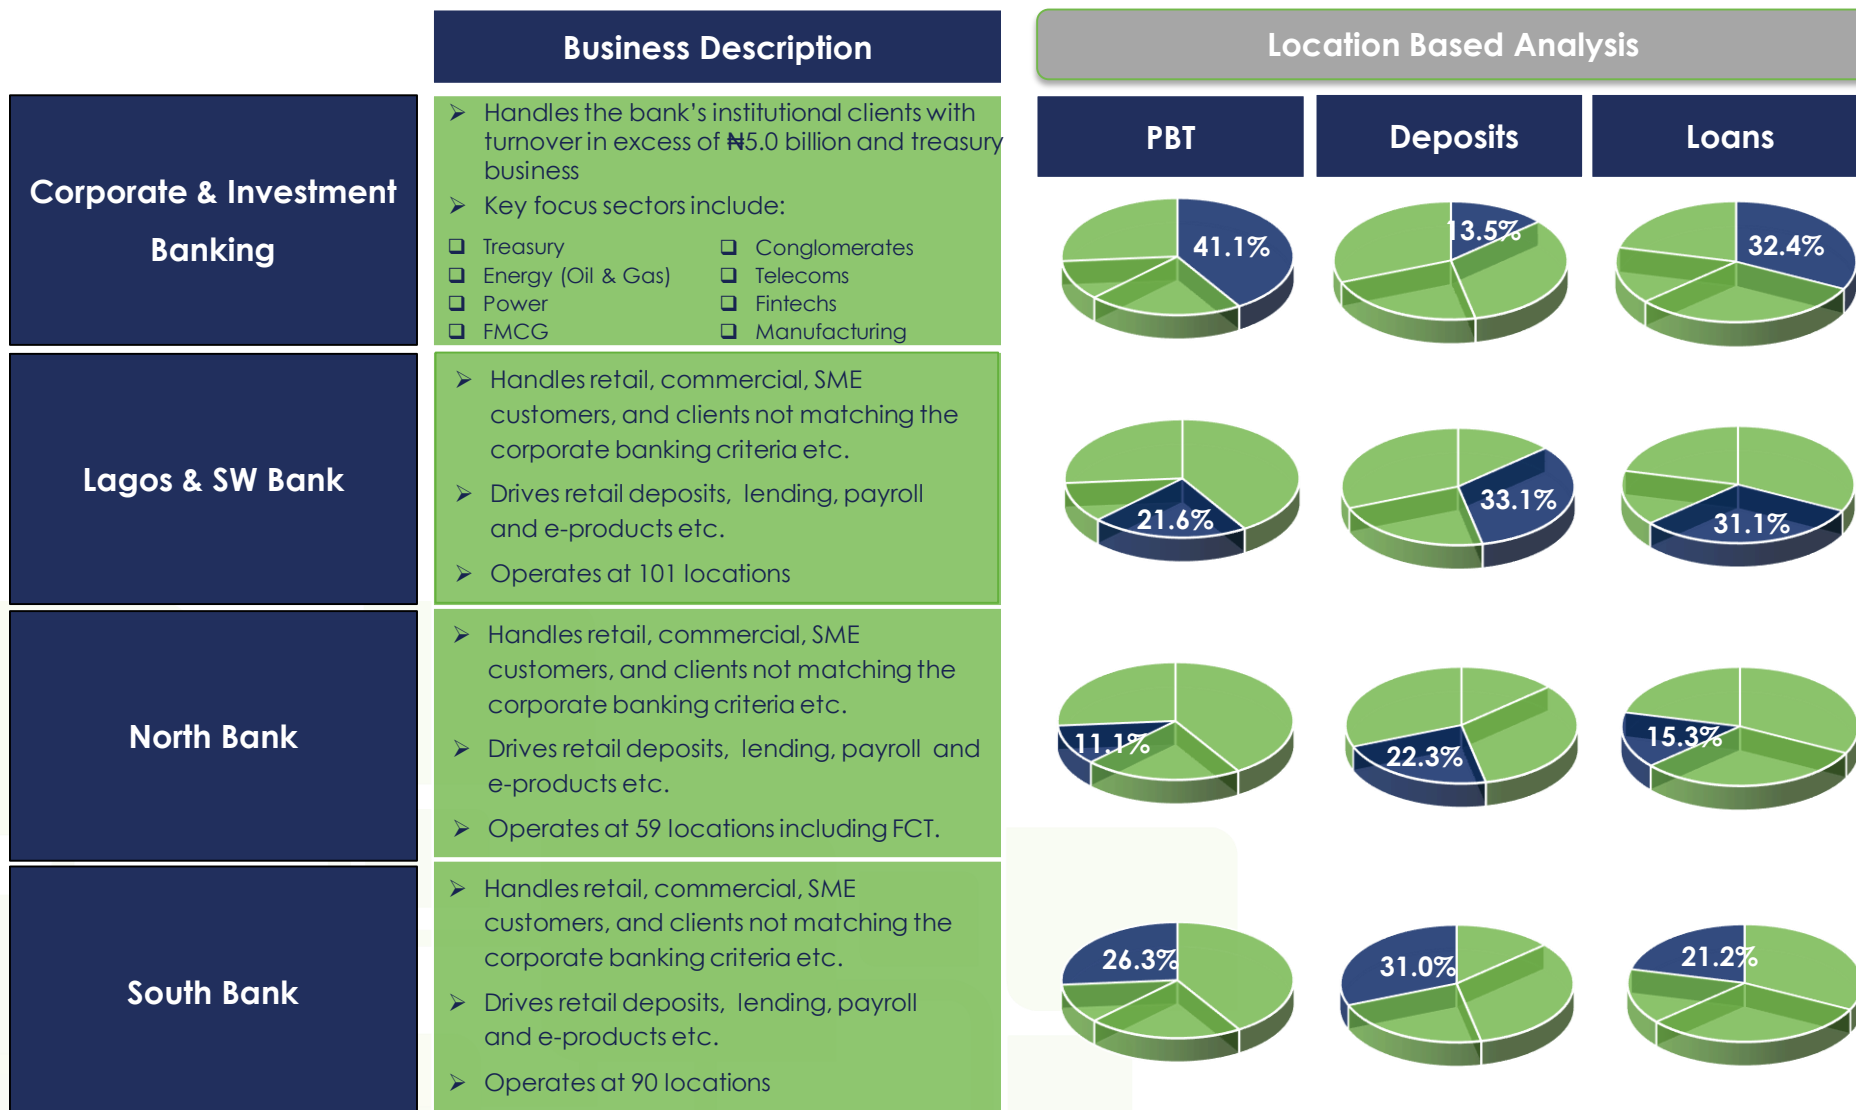 Business Description
Location Based Analysis
PBT
Deposits
Loans
Corporate & Investment
Banking
➢ Handles the bank's institutional clients with
turnover in excess of ₦5.0 billion and treasury
business
➢ Key focus sectors include:
❑ Treasury
❑ Energy (Oil & Gas)
❑ Power
❑ FMCG
❑ Conglomerates
❑ Telecoms
❑ Fintechs
❑ Manufacturing
41.1%
13.5%
32.4%
Lagos & SW Bank
➢ Handles retail, commercial, SME
customers, and clients not matching the
corporate banking criteria etc.
➢ Drives retail deposits, lending, payroll
and e-products etc.
➢ Operates at 101 locations
21.6%
33.1%
31.1%
North Bank
➢ Handles retail, commercial, SME
customers, and clients not matching the
corporate banking criteria etc.
➢ Drives retail deposits, lending, payroll and
e-products etc.
➢ Operates at 59 locations including FCT.
11.1%
22.3%
15.3%
South Bank
➢ Handles retail, commercial, SME
customers, and clients not matching the
corporate banking criteria etc.
➢ Drives retail deposits, lending, payroll
and e-products etc.
➢ Operates at 90 locations
26.3%
31.0%
21.2%